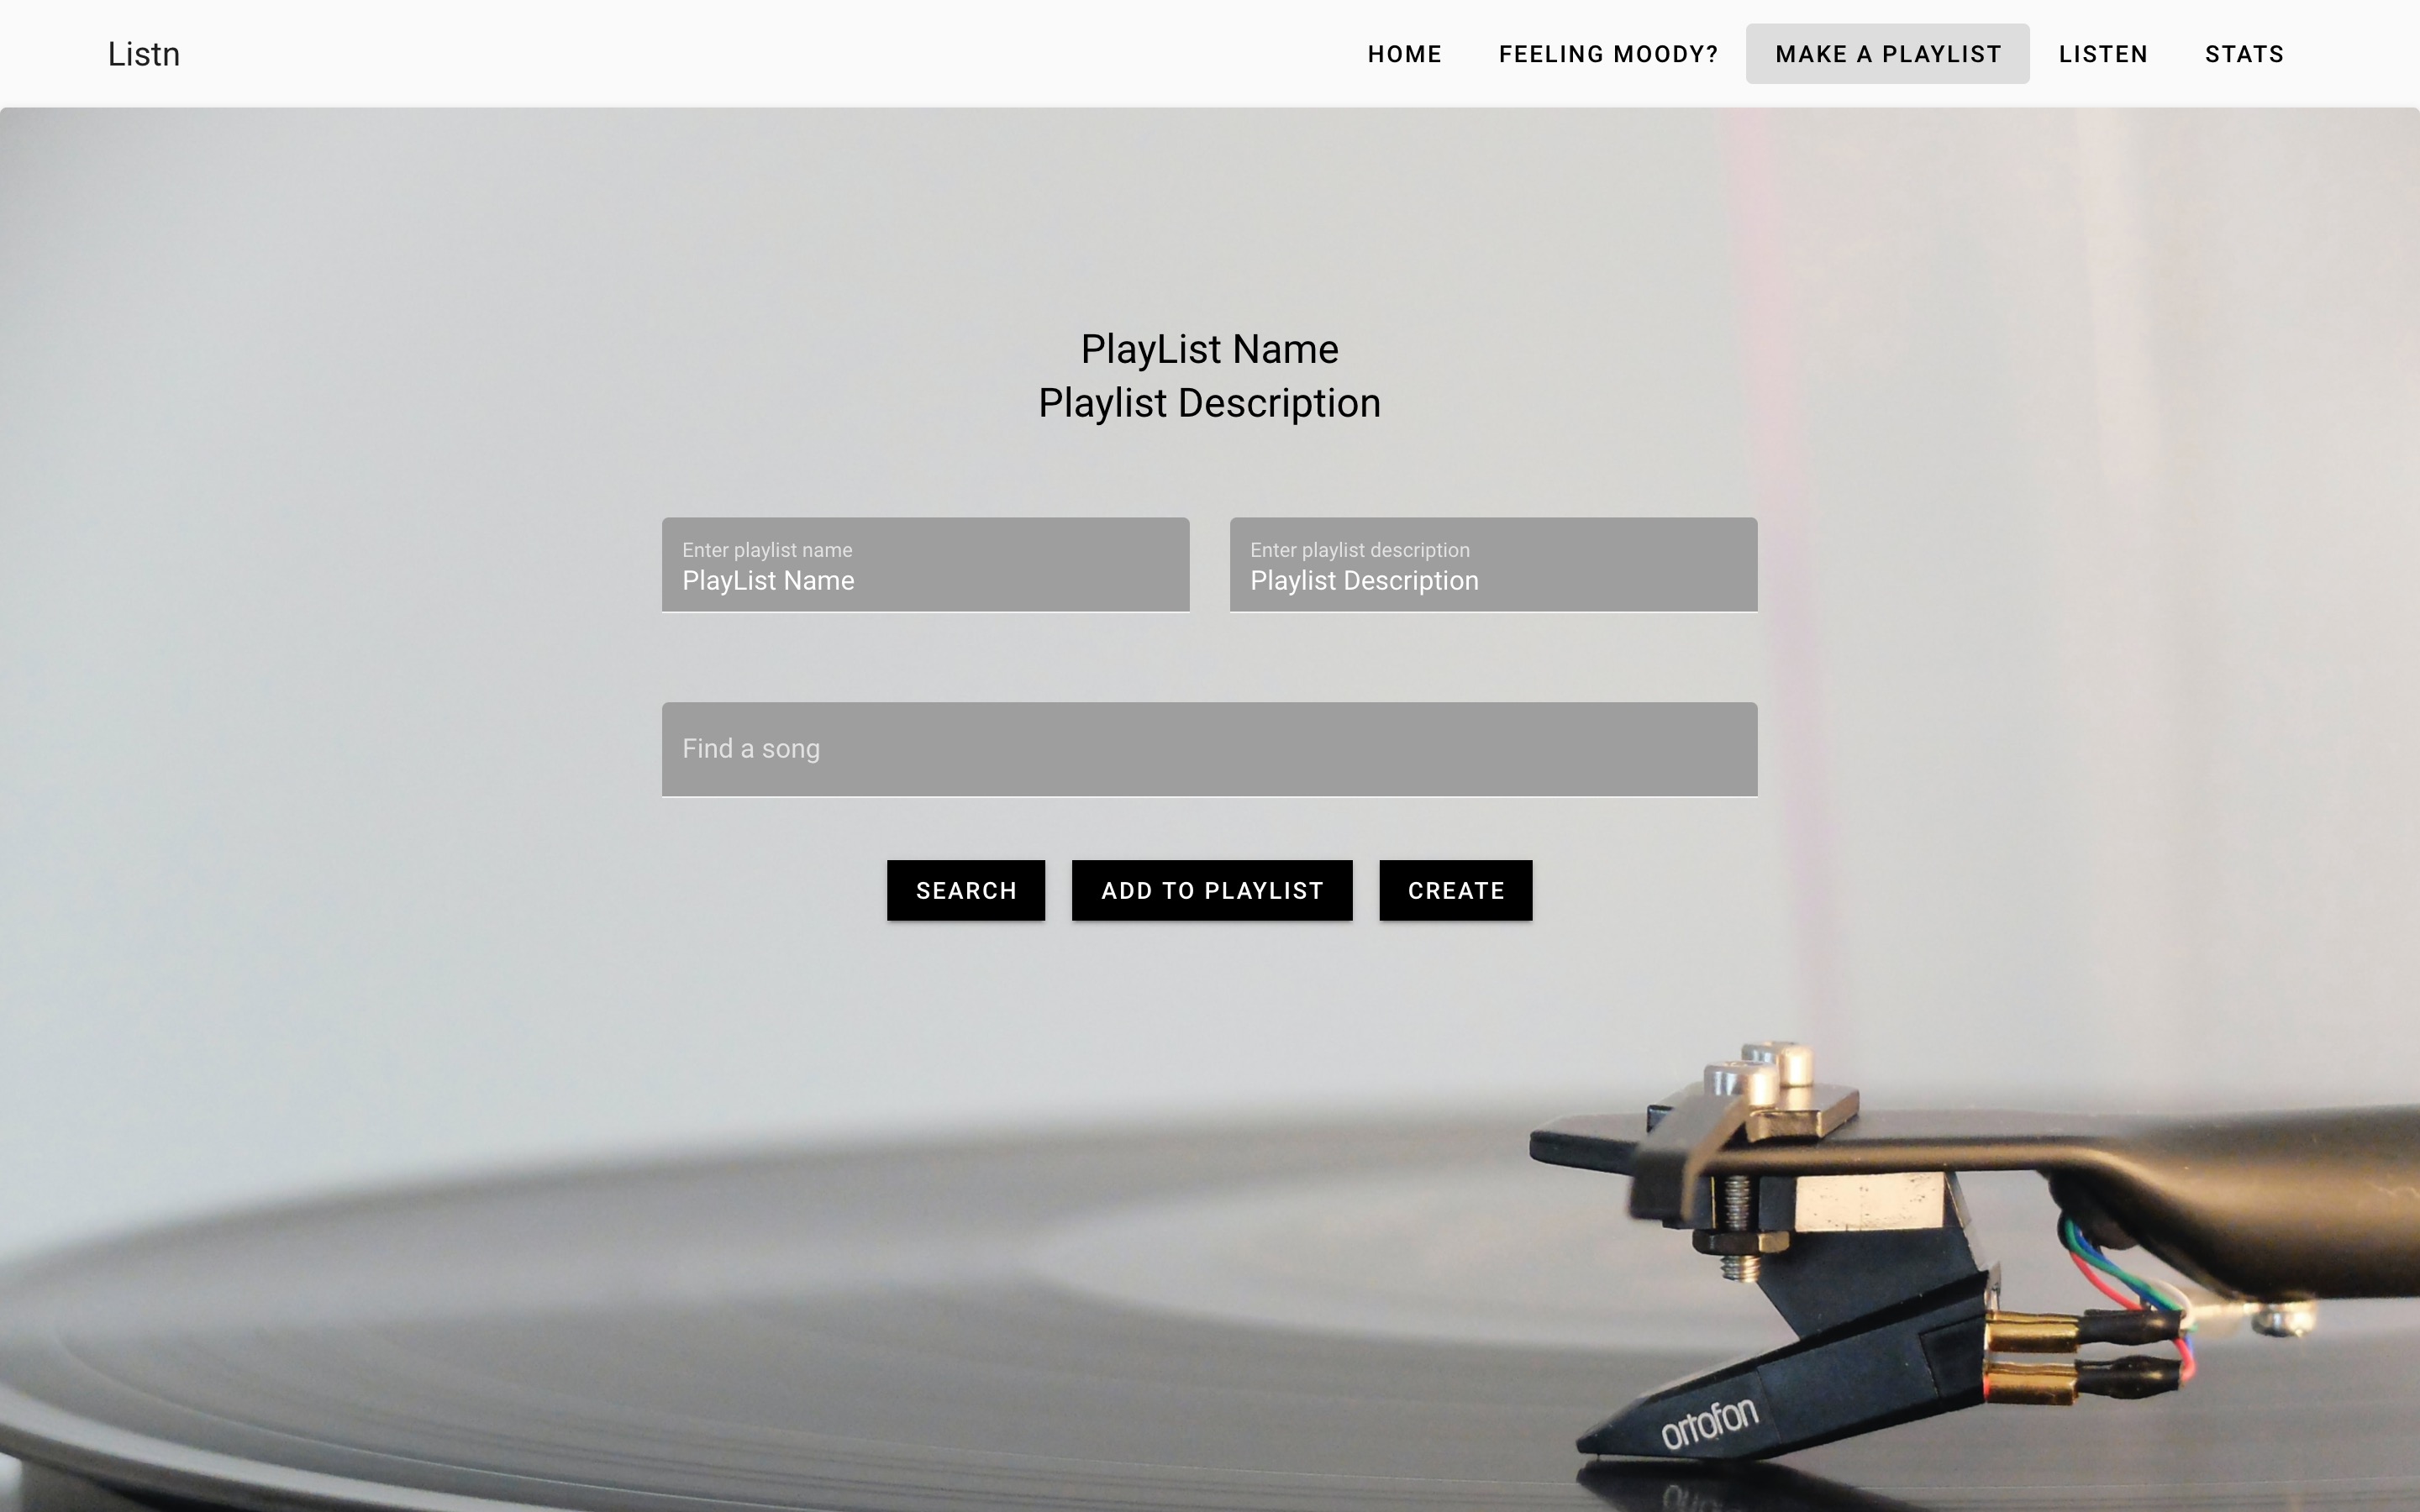 Listn
HOME FEELING MOODY? MAKE A PLAYLIST LISTEN STATS
PlayList Name
Playlist Description
Enter playlist name
PlayList Name
Enter playlist description
Playlist Description
Find a song
SEARCH ADD TO PLAYLIST CREATE
ortofon